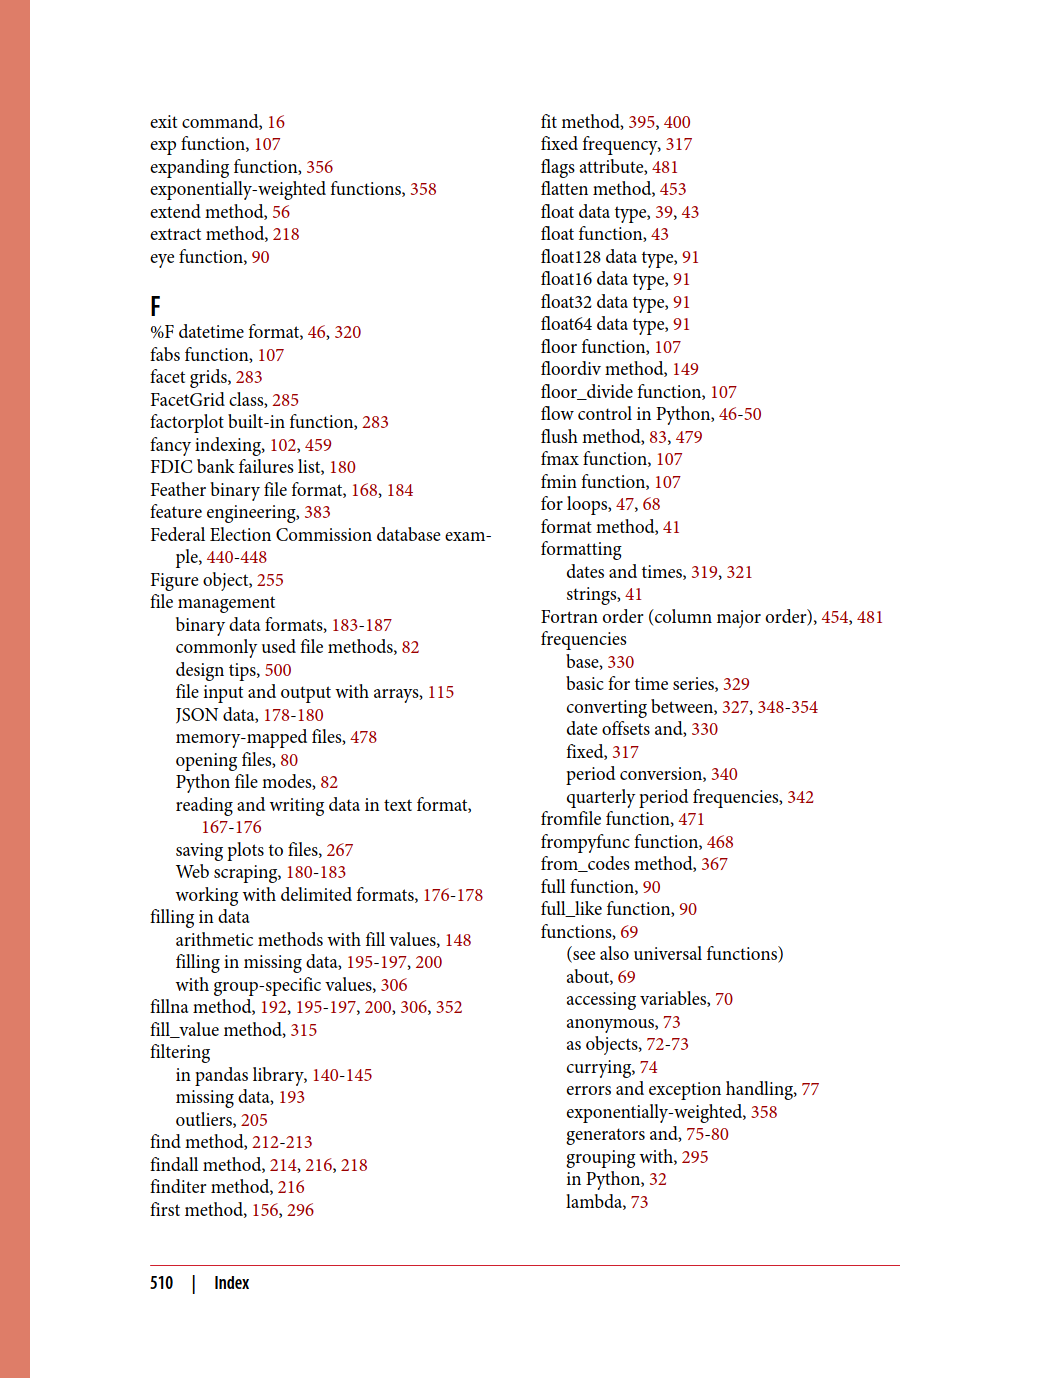 exit command, 16
exp function, 107
expanding function, 356
exponentially-weighted functions, 358
extend method, 56
extract method, 218
eye function, 90
F
%F datetime format, 46, 320
fabs function, 107
facet grids, 283
FacetGrid class, 285
factorplot built-in function, 283
fancy indexing, 102, 459
FDIC bank failures list, 180
Feather binary file format, 168, 184
feature engineering, 383
Federal Election Commission database exam-
ple, 440-448
Figure object, 255
file management
binary data formats, 183-187
commonly used file methods, 82
design tips, 500
file input and output with arrays, 115
JSON data, 178-180
memory-mapped files, 478
opening files, 80
Python file modes, 82
reading and writing data in text format,
167-176
saving plots to files, 267
Web scraping, 180-183
working with delimited formats, 176-178
filling in data
arithmetic methods with fill values, 148
filling in missing data, 195-197, 200
with group-specific values, 306
fillna method, 192, 195-197, 200, 306, 352
fill_value method, 315
filtering
in pandas library, 140-145
missing data, 193
outliers, 205
find method, 212-213
findall method, 214, 216, 218
finditer method, 216
first method, 156, 296
fit method, 395, 400
fixed frequency, 317
flags attribute, 481
flatten method, 453
float data type, 39, 43
float function, 43
float128 data type, 91
float16 data type, 91
float32 data type, 91
float64 data type, 91
floor function, 107
floordiv method, 149
floor_divide function, 107
flow control in Python, 46-50
flush method, 83, 479
fmax function, 107
fmin function, 107
for loops, 47, 68
format method, 41
formatting
dates and times, 319, 321
strings, 41
Fortran order (column major order), 454, 481
frequencies
base, 330
basic for time series, 329
converting between, 327, 348-354
date offsets and, 330
fixed, 317
period conversion, 340
quarterly period frequencies, 342
fromfile function, 471
frompyfunc function, 468
from_codes method, 367
full function, 90
full_like function, 90
functions, 69
(see also universal functions)
about, 69
accessing variables, 70
anonymous, 73
as objects, 72-73
currying, 74
errors and exception handling, 77
exponentially-weighted, 358
generators and, 75-80
grouping with, 295
in Python, 32
lambda, 73
510 | Index